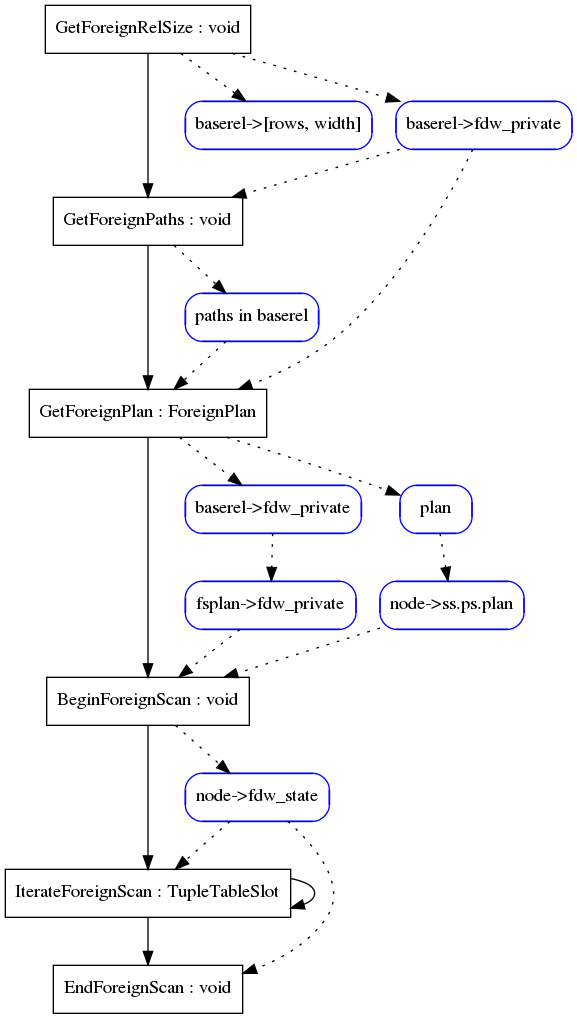 GetForeignRelSize : void
baserel->[rows, width]
baserel->fdw_private
GetForeignPaths : void
paths in baserel
GetForeignPlan : ForeignPlan
baserel->fdw_private
plan
fsplan->fdw_private
node->ss.ps.plan
BeginForeignScan : void
node->fdw_state
IterateForeignScan : TupleTableSlot
EndForeignScan : void